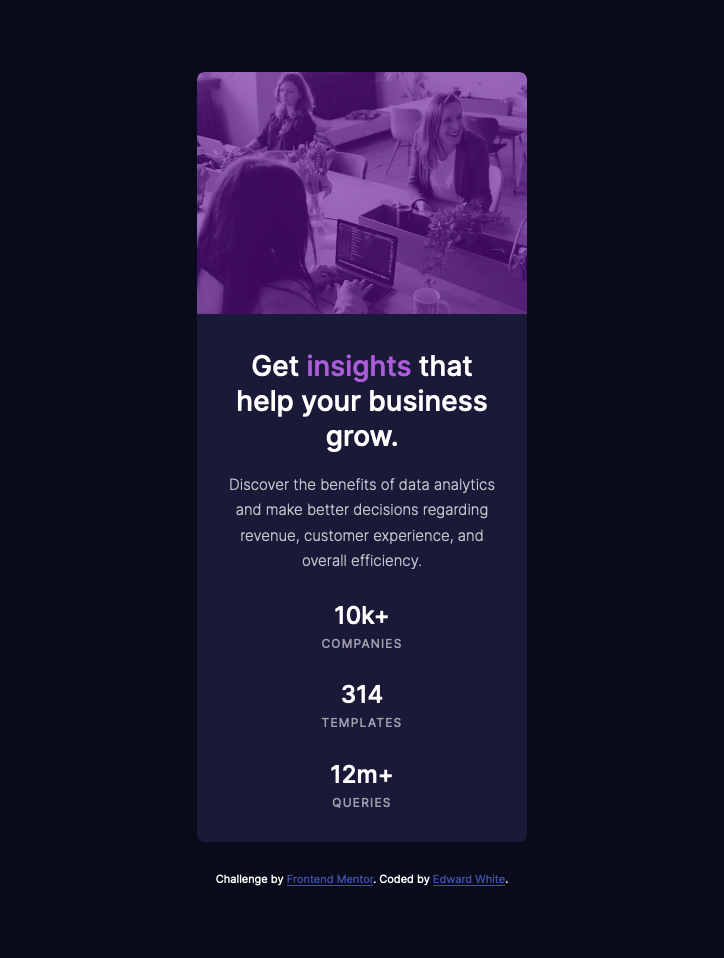 Get insights that
help your business
grow.
Discover the benefits of data analytics
and make better decisions regarding
revenue, customer experience, and
overall efficiency.
10k+
COMPANIES
314
TEMPLATES
12m+
QUERIES
Challenge by Frontend Mentor. Coded by Edward White.